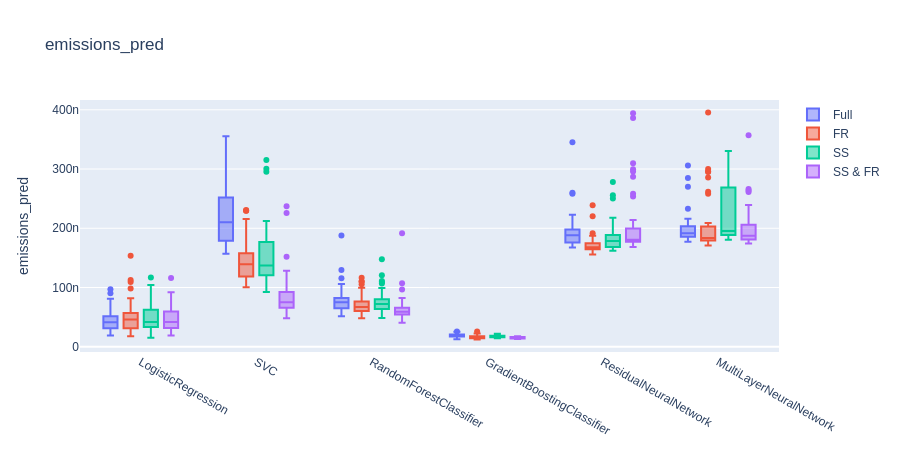 emissions_pred
400n
300n
200n
100n
0
emissions_pred
LogisticRegression
SVC
RandomForestClassifier
GradientBoostingClassifier
ResidualNeuralNetwork
MultiLayerNeuralNetwork
Full
FR
SS
SS & FR